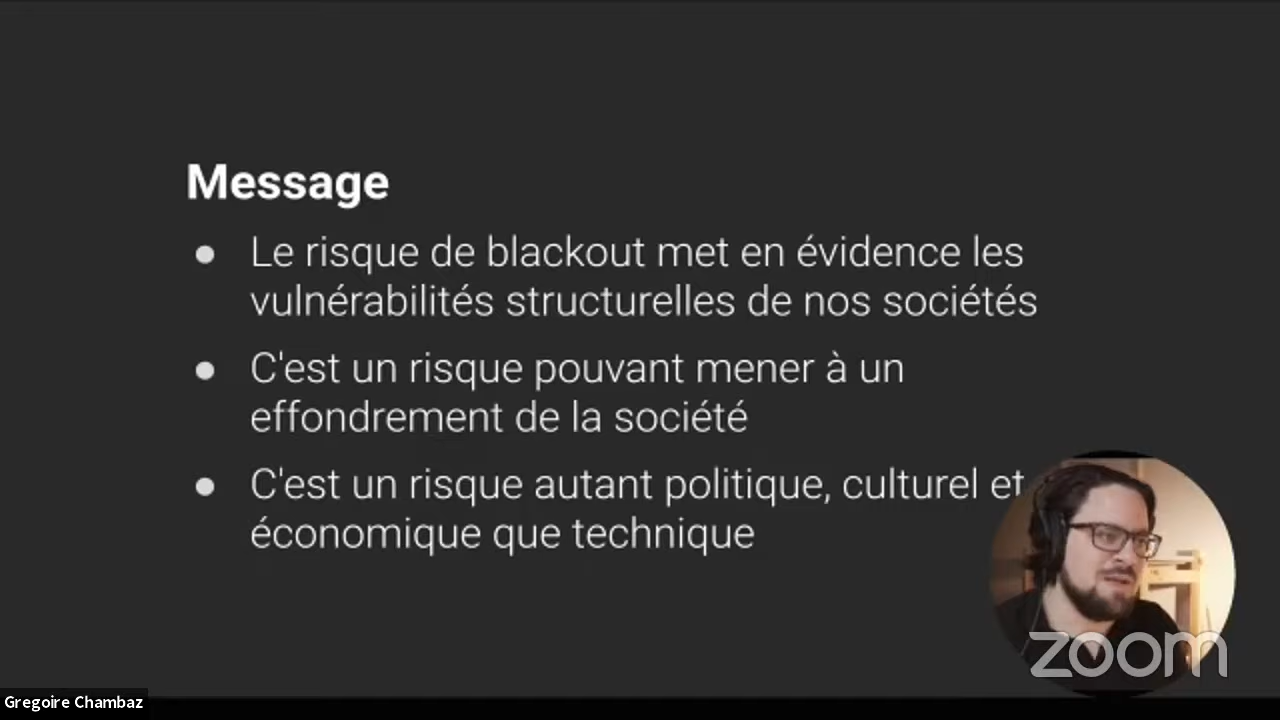 Message
● Le risque de blackout met en évidence les
vulnérabilités structurelles de nos sociétés
● C'est un risque pouvant mener à un
effondrement de la société
● C'est un risque autant politique, culturel et
économique que technique
zoom
Gregoire Chambaz